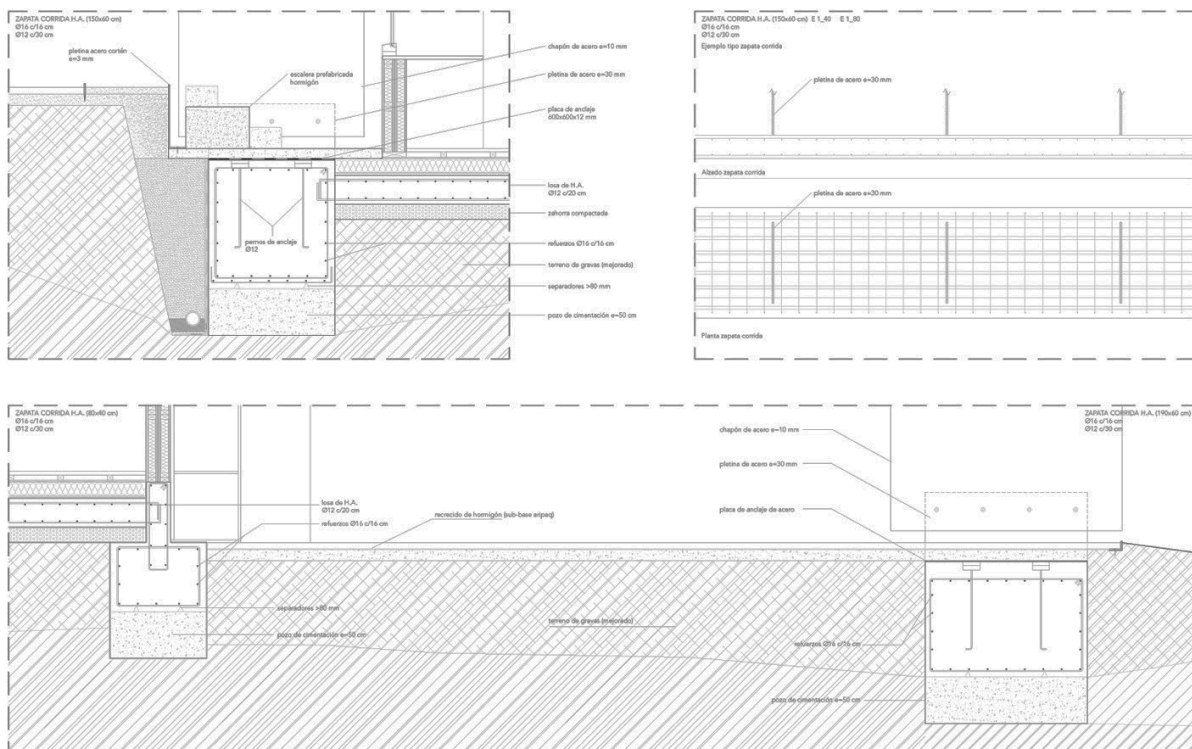 ZAPATA CORRIDA H.A. (150x60 cm)
Ø16 c/16 cm
Ø12 c/30 cm
pletina acero cortén
e=3 mm
escalera prefabricada
hormigón
chapón de acero e=10 mm
pletina de acero e=30 mm
placa de anclaje
600x600x12 mm
losa de H.A.
Ø12 c/20 cm
zahorra compactada
pernos de anclaje
Ø12
refuerzos Ø16 c/16 cm
terreno de gravas (mejorado)
separadores >80 mm
pozo de cimentación e=50 cm
ZAPATA CORRIDA H.A. (150x60 cm) E 1_40 E 1_80
Ø16 c/16 cm
Ø12 c/30 cm
Ejemplo tipo zapata corrida
pletina de acero e=30 mm
Alzado zapata corrida
pletina de acero e=30 mm
Planta zapata corrida
ZAPATA CORRIDA H.A. (80x40 cm)
Ø16 c/16 cm
Ø12 c/30 cm
losa de H.A.
Ø12 c/20 cm
refuerzos Ø16 c/16 cm
recrecido de hormigón (sub-base aripaq)
separadores >80 mm
pozo de cimentación e=50 cm
terreno de gravas (mejorado)
ZAPATA CORRIDA H.A. (190x60 cm)
Ø16 c/16 cm
Ø12 c/30 cm
chapón de acero e=10 mm
pletina de acero e=30 mm
placa de anclaje de acero
refuerzos Ø16 c/16 cm
pozo de cimentación e=50 cm